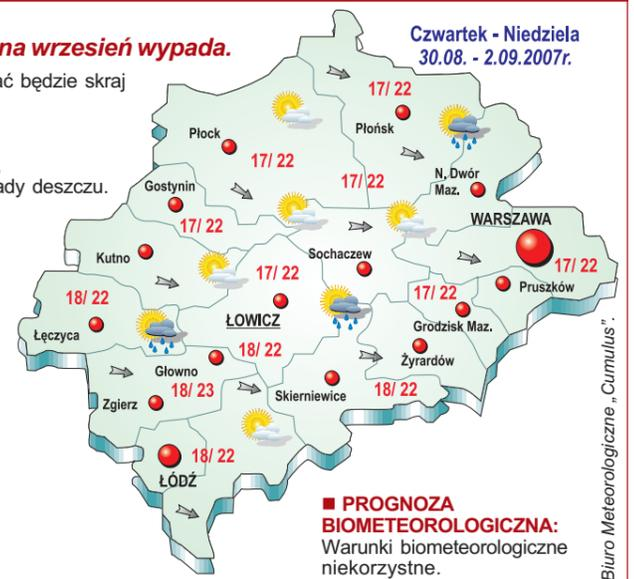 na wrzesień wypada.
ać będzie skraj
ady deszczu.
Czwartek - Niedziela
30.08. - 2.09.2007r.
17/ 22
Płońsk
Płock
17/ 22
17/ 22
N. Dwór
Maz.
Gostynin
17/ 22
WARSZAWA
17/ 22
Kutno
Sochaczew
17/ 22
Pruszków
18/ 22
17/ 22
Łęczyca
ŁOWICZ
Grodzisk Maz.
18/ 22
Żyrardów
Głowno
18/ 23
18/ 22
Skierniewice
Zgierz
18/ 22
ŁÓDŹ
■ PROGNOZA
BIOMETEOROLOGICZNA:
Warunki biometeorologiczne
niekorzystne.
Biuro Meteorologiczne „Cumulus”.